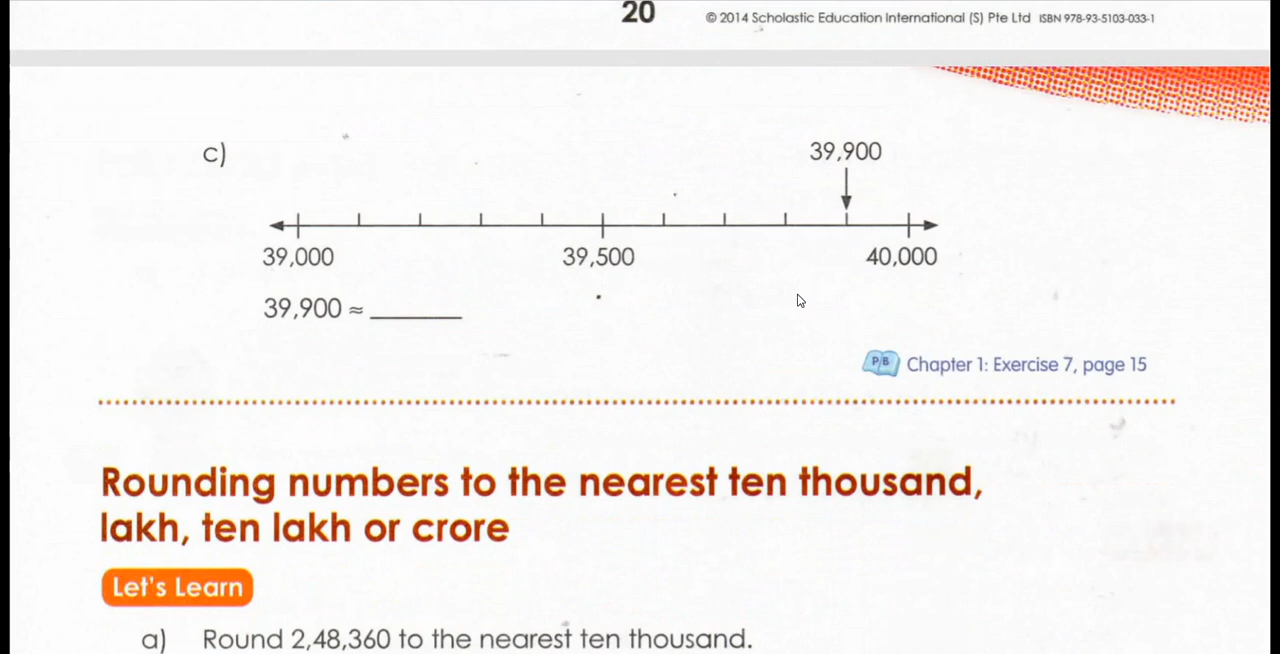 20 © 2014 Scholastic Education International (S) Pte Ltd ISBN 978-93-5103-033-1
c)
39,900
39,000 39,500 40,000
39,900 ≈ ________
P/B Chapter 1: Exercise 7, page 15
Rounding numbers to the nearest ten thousand,
lakh, ten lakh or crore
Let's Learn
a) Round 2,48,360 to the nearest ten thousand.